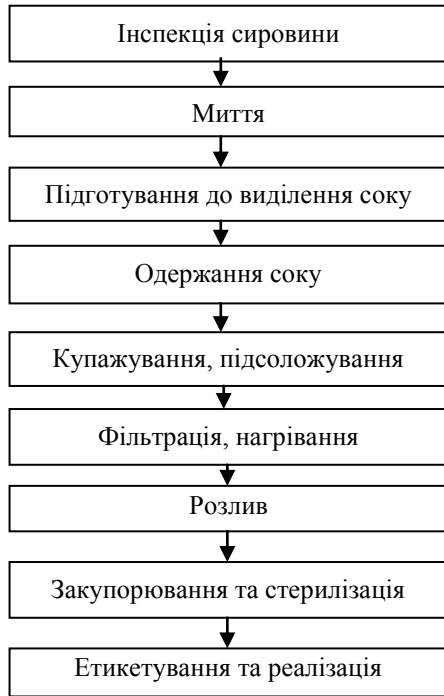 Інспекція сировини
Миття
Підготування до виділення соку
Одержання соку
Купажування, підсоложування
Фільтрація, нагрівання
Розлив
Закупорювання та стерилізація
Етикетування та реалізація